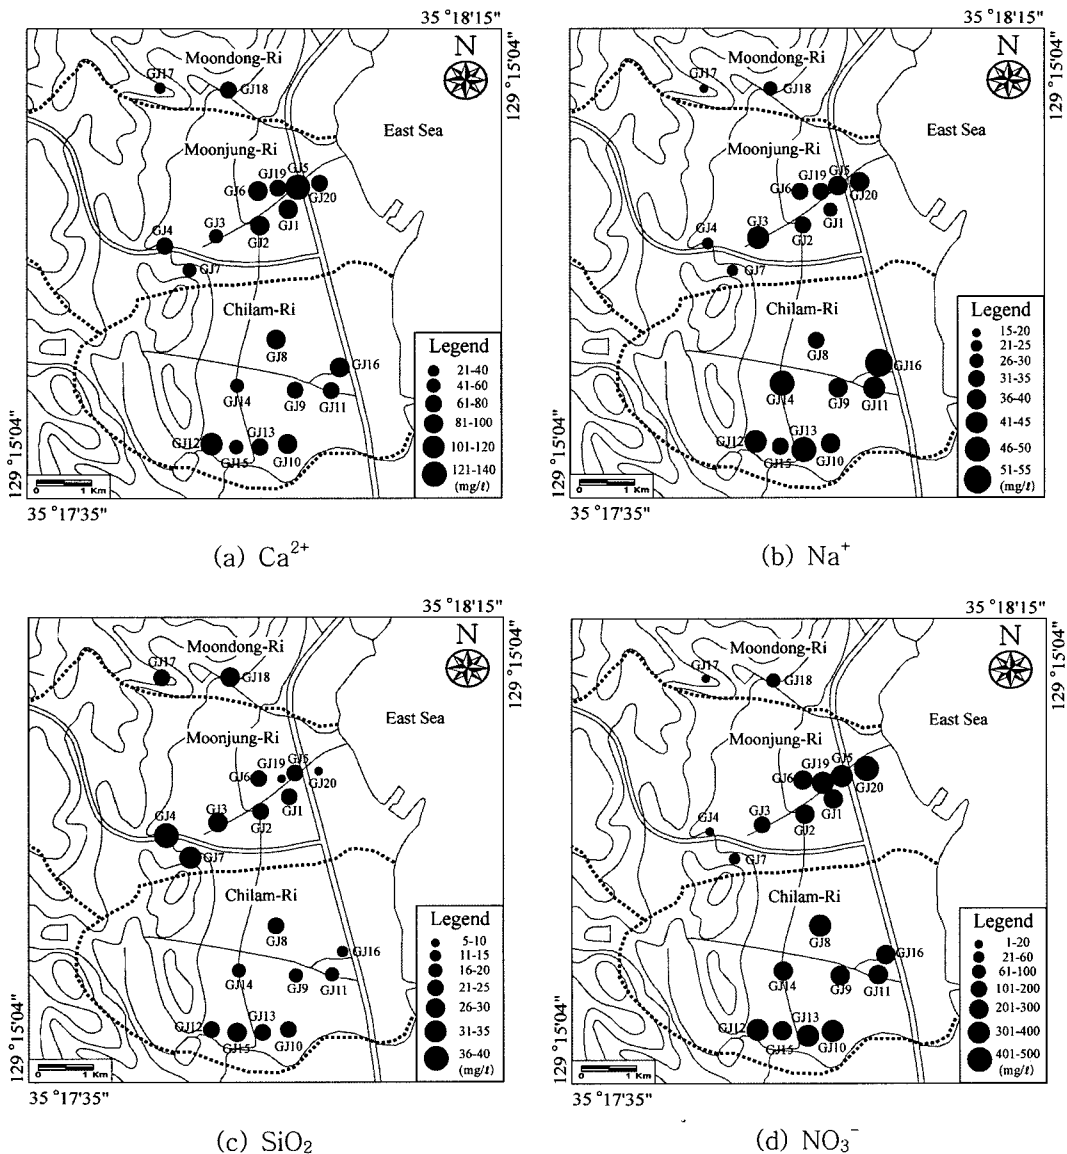 35 °18'15"
N
129 °15'04"
Moondong-Ri
GJ17
GJ18
East Sea
Moonjung-Ri
GJ5
GJ19
GJ6
GJ20
GJ1
GJ3
GJ2
GJ4
GJ7
Chilam-Ri
GJ8
GJ16
GJ14
GJ9
GJ11
GJ13
GJ12
GJ15
GJ10
Legend
21-40
41-60
61-80
81-100
101-120
121-140
(mg/ℓ)
0 1 Km
129 °15'04"
35 °17'35"
(a) Ca2+
35 °18'15"
N
129 °15'04"
Moondong-Ri
GJ17
GJ18
East Sea
Moonjung-Ri
GJ5
GJ19
GJ6
GJ20
GJ1
GJ3
GJ2
GJ4
GJ7
Chilam-Ri
GJ8
GJ16
GJ14
GJ9
GJ11
GJ13
GJ12
GJ15
GJ10
Legend
15-20
21-25
26-30
31-35
36-40
41-45
46-50
51-55
(mg/ℓ)
0 1 Km
129 °15'04"
35 °17'35"
(b) Na+
35 °18'15"
N
129 °15'04"
Moondong-Ri
GJ17
GJ18
East Sea
Moonjung-Ri
GJ5
GJ19
GJ6
GJ20
GJ1
GJ3
GJ2
GJ4
GJ7
Chilam-Ri
GJ8
GJ16
GJ14
GJ9
GJ11
GJ13
GJ12
GJ15
GJ10
Legend
5-10
11-15
16-20
21-25
26-30
31-35
36-40
(mg/ℓ)
0 1 Km
129 °15'04"
35 °17'35"
(c) SiO2
35 °18'15"
N
129 °15'04"
Moondong-Ri
GJ17
GJ18
East Sea
Moonjung-Ri
GJ5
GJ19
GJ6
GJ20
GJ1
GJ3
GJ2
GJ4
GJ7
Chilam-Ri
GJ8
GJ16
GJ14
GJ9
GJ11
GJ13
GJ12
GJ15
GJ10
Legend
1-20
21-60
61-100
101-200
201-300
301-400
401-500
(mg/ℓ)
0 1 Km
129 °15'04"
35 °17'35"
(d) NO3−